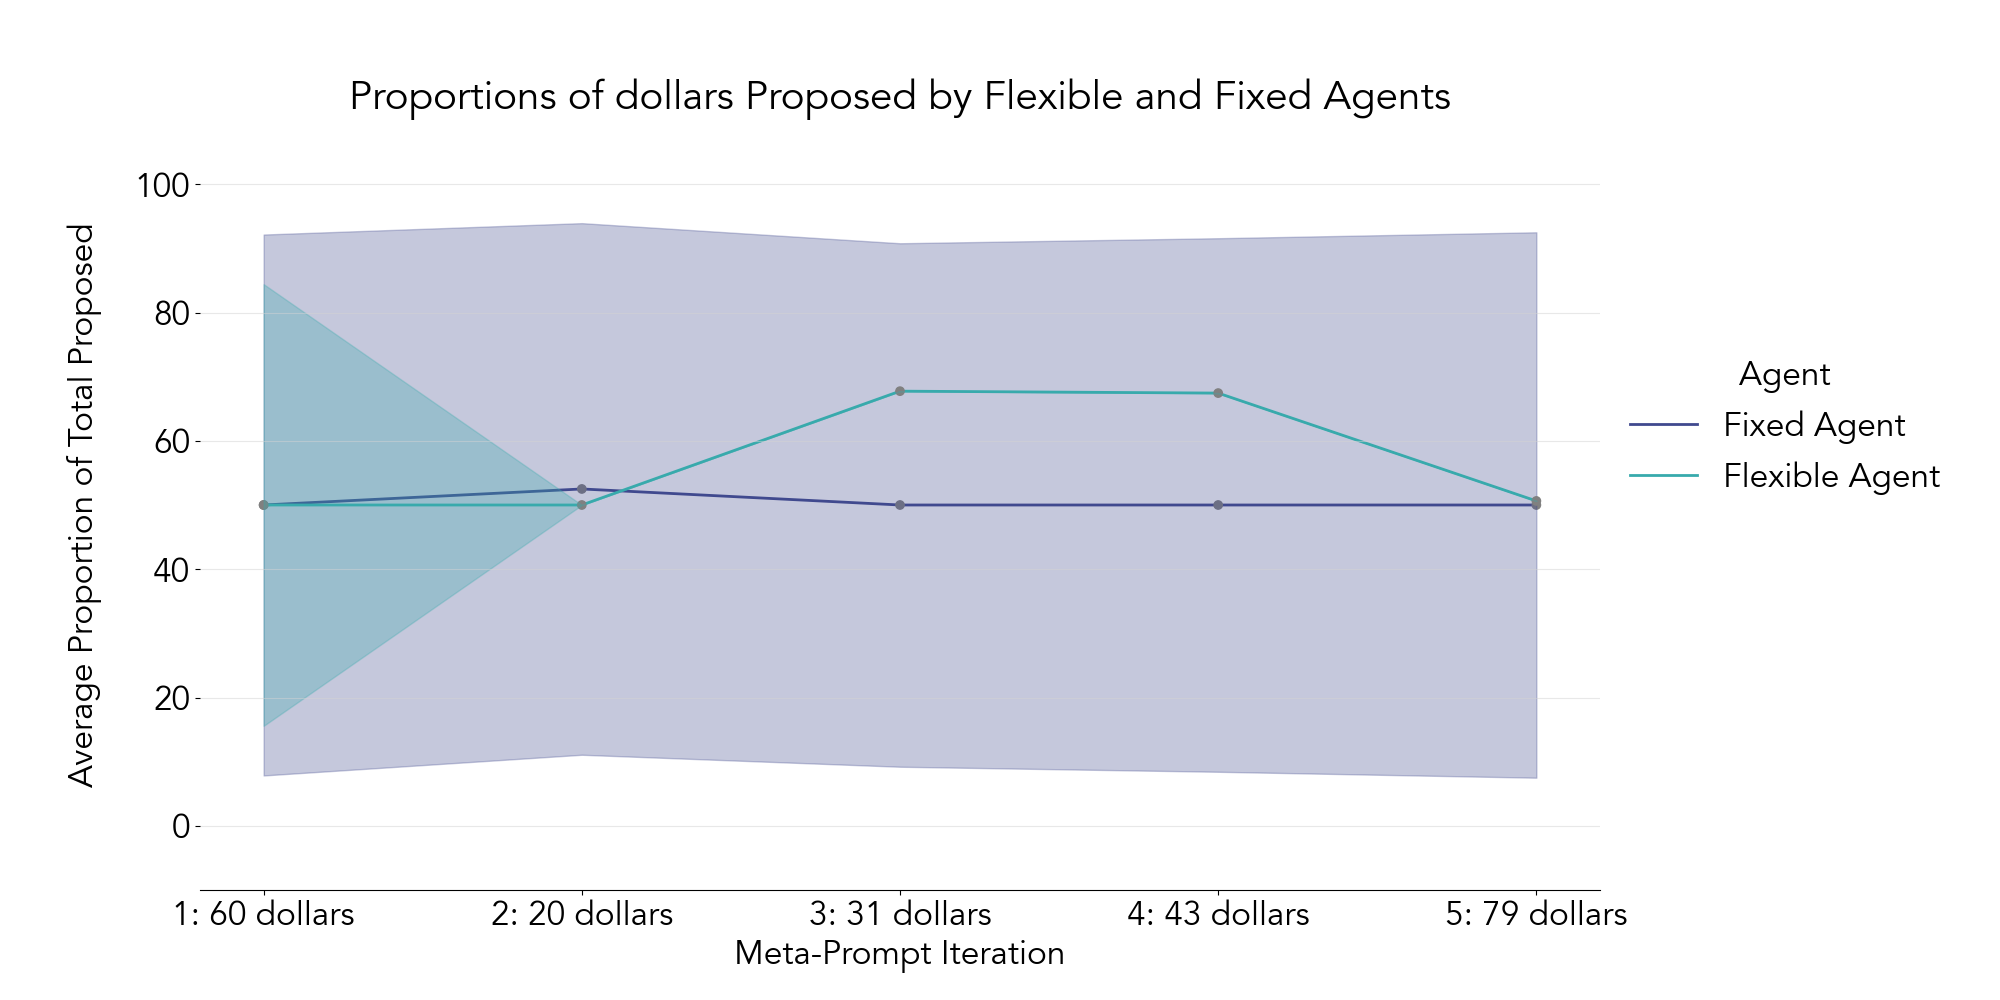 Proportions of dollars Proposed by Flexible and Fixed Agents
Average Proportion of Total Proposed
100
80
60
40
20
0
1: 60 dollars
2: 20 dollars
3: 31 dollars
4: 43 dollars
5: 79 dollars
Meta-Prompt Iteration
Agent
Fixed Agent
Flexible Agent